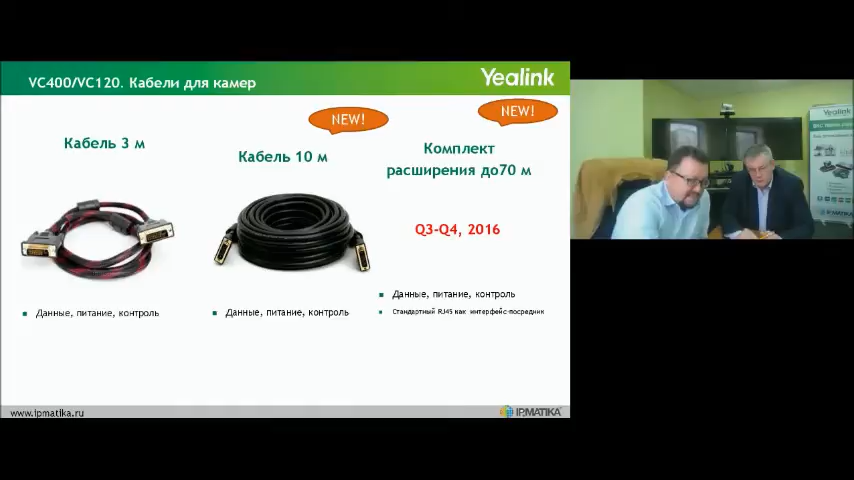 VC400/VC120. Кабели для камер
Yealink
NEW!
NEW!
Кабель 3 м
Кабель 10 м
Комплект
расширения до70 м
Q3-Q4, 2016
Данные, питание, контроль
Данные, питание, контроль
Данные, питание, контроль
Стандартный RJ45 как интерфейс-посредник
www.ipmatika.ru
IPMATIKA
Yealink
IPMATIKA